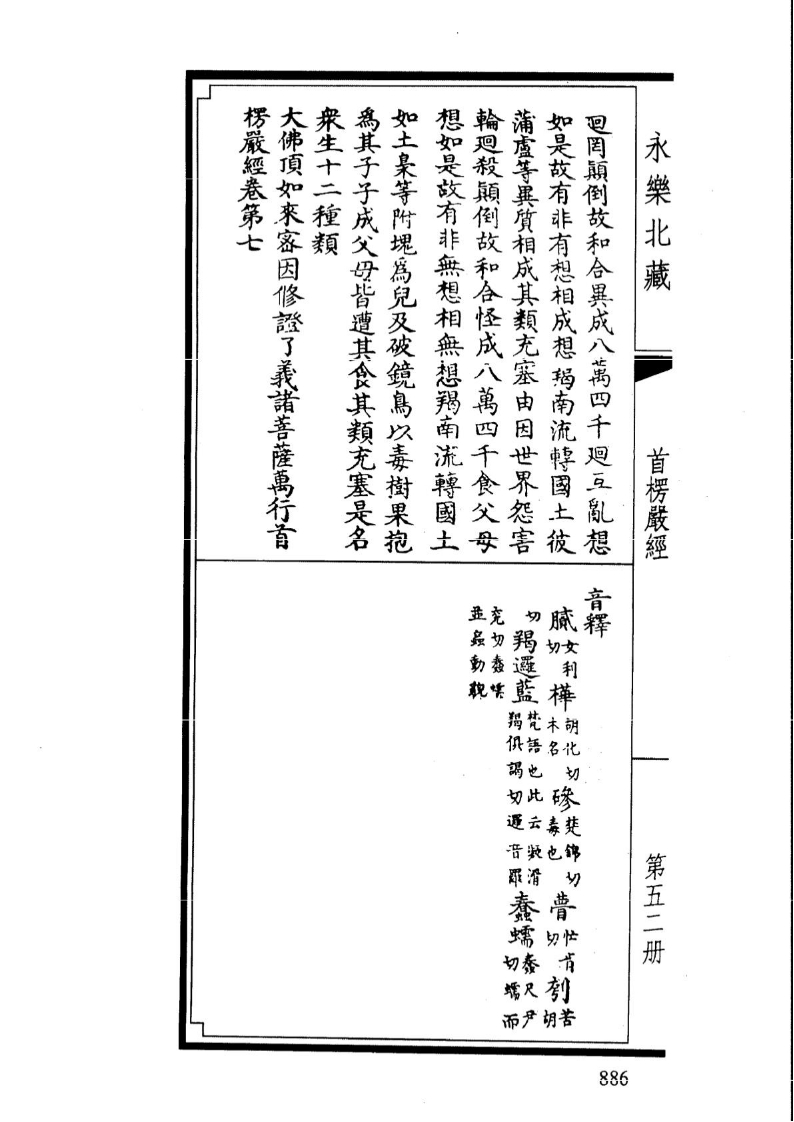 永樂北藏
首楞嚴經
第五二册
迴罔顛倒故和合異成八萬四千迴互亂想
如是故有非有想相成想羯南流轉國土彼
蒲盧等異質相成其類充塞由因世界怨害
輪迴殺顛倒故和合怪成八萬四千食父母
想如是故有非無想相無想羯南流轉國土
如土梟等附塊爲兒及破鏡鳥以毒樹果抱
爲其子子成父母皆遭其食其類充塞是名
衆生十二種類
大佛頂如來密因修證了義諸菩薩萬行首
楞嚴經卷第七
音釋
膩女利切樺胡化切木名磣楚錦切毒也瞢忙肯切刳苦胡
切羯邏藍梵語也此云凝滑羯俱謁切邏音羅蠢蠕蠢尺尹切蠕而
兗切蠢蠕並蟲動貌
886